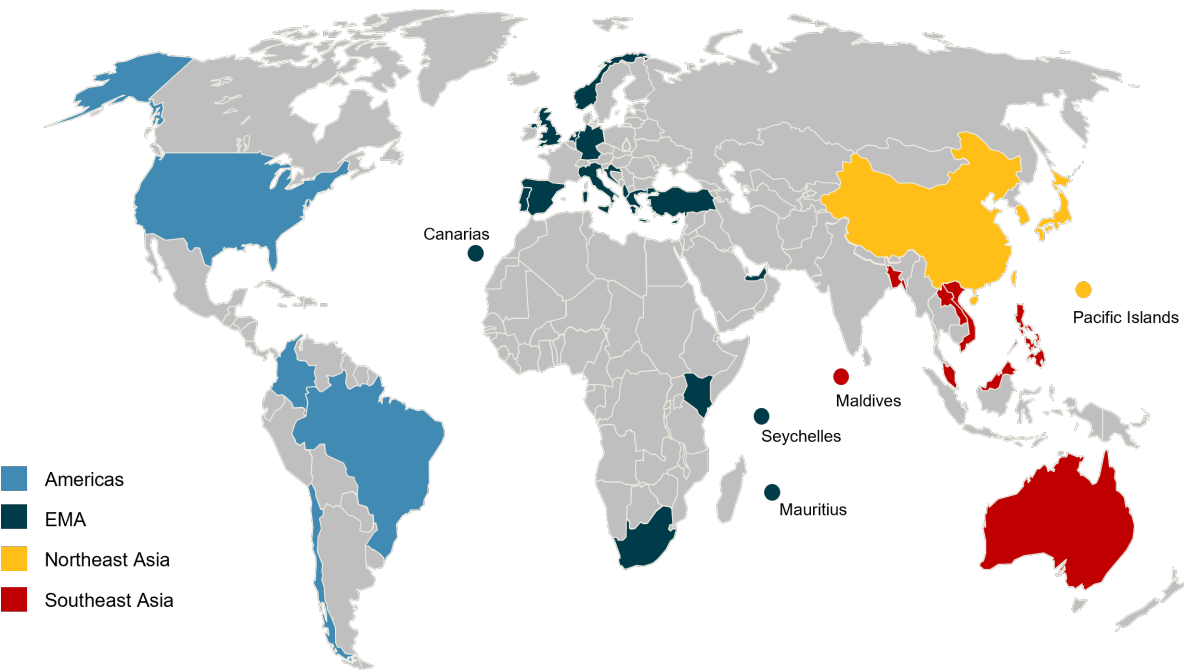 Canarias
Pacific Islands
Maldives
Seychelles
Mauritius
Americas
EMA
Northeast Asia
Southeast Asia